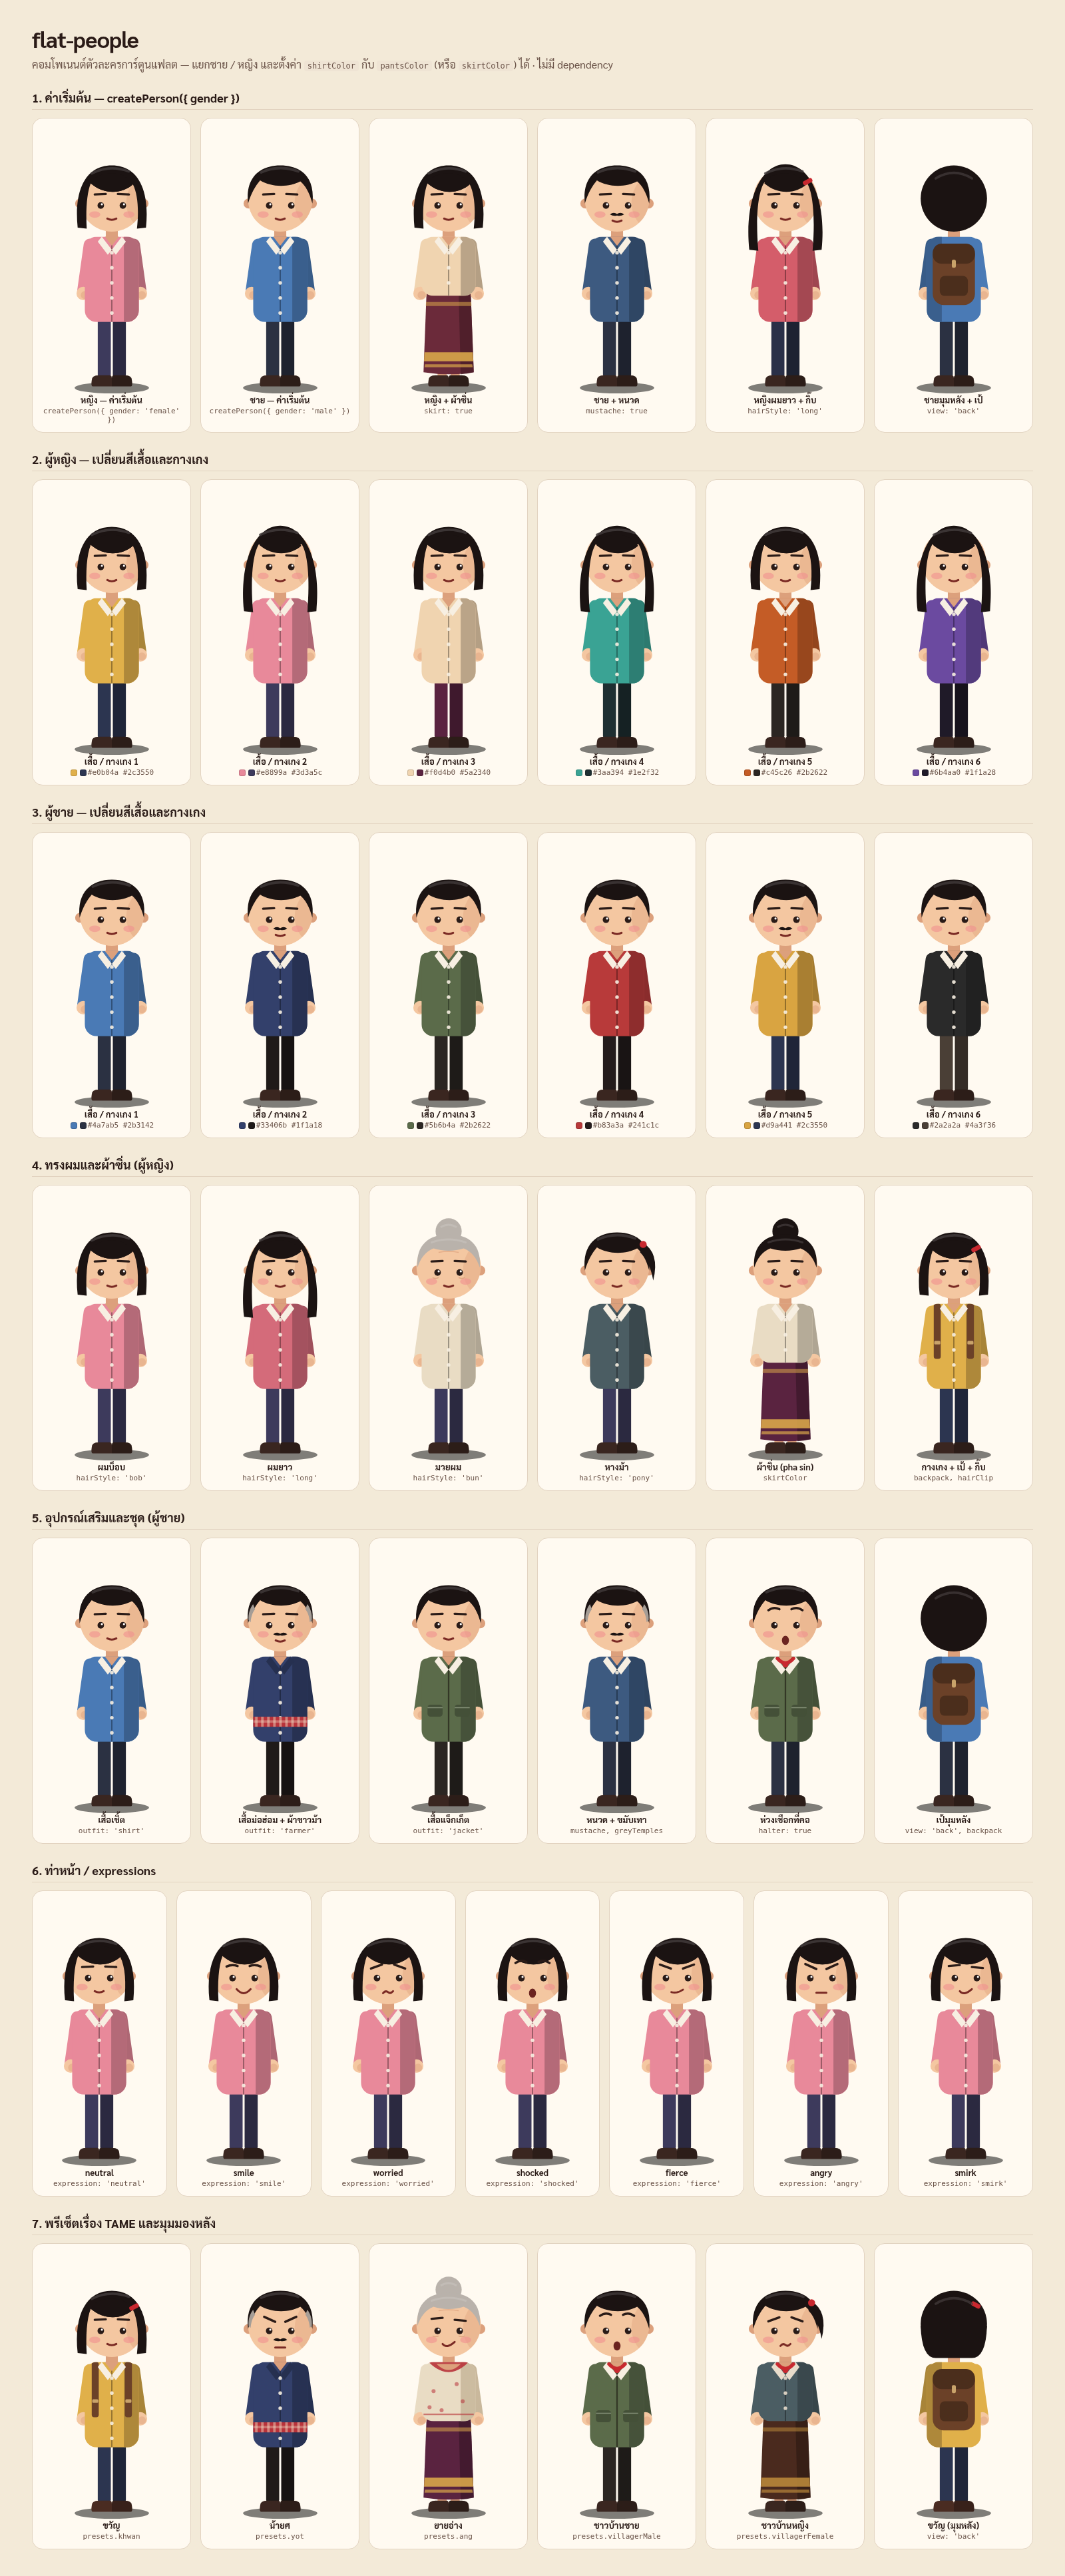 flat-people
คอมโพเนนต์ตัวละครการ์ตูนแฟลต — แยกชาย / หญิง และตั้งค่า shirtColor กับ pantsColor (หรือ skirtColor) ได้ · ไม่มี dependency
1. ค่าเริ่มต้น — createPerson({ gender })
หญิง — ค่าเริ่มต้น
createPerson({ gender: 'female'
})
ชาย — ค่าเริ่มต้น
createPerson({ gender: 'male' })
หญิง + ผ้าซิ่น
skirt: true
ชาย + หนวด
mustache: true
หญิงผมยาว + กิ๊บ
hairStyle: 'long'
ชายมุมหลัง + เป้
view: 'back'
2. ผู้หญิง — เปลี่ยนสีเสื้อและกางเกง
เสื้อ / กางเกง 1
#e0b04a #2c3550
เสื้อ / กางเกง 2
#e8899a #3d3a5c
เสื้อ / กางเกง 3
#f0d4b0 #5a2340
เสื้อ / กางเกง 4
#3aa394 #1e2f32
เสื้อ / กางเกง 5
#c45c26 #2b2622
เสื้อ / กางเกง 6
#6b4aa0 #1f1a28
3. ผู้ชาย — เปลี่ยนสีเสื้อและกางเกง
เสื้อ / กางเกง 1
#4a7ab5 #2b3142
เสื้อ / กางเกง 2
#33406b #1f1a18
เสื้อ / กางเกง 3
#5b6b4a #2b2622
เสื้อ / กางเกง 4
#b83a3a #241c1c
เสื้อ / กางเกง 5
#d9a441 #2c3550
เสื้อ / กางเกง 6
#2a2a2a #4a3f36
4. ทรงผมและผ้าซิ่น (ผู้หญิง)
ผมบ๊อบ
hairStyle: 'bob'
ผมยาว
hairStyle: 'long'
มวยผม
hairStyle: 'bun'
หางม้า
hairStyle: 'pony'
ผ้าซิ่น (pha sin)
skirtColor
กางเกง + เป้ + กิ๊บ
backpack, hairClip
5. อุปกรณ์เสริมและชุด (ผู้ชาย)
เสื้อเชิ้ต
outfit: 'shirt'
เสื้อม่อฮ่อม + ผ้าขาวม้า
outfit: 'farmer'
เสื้อแจ็กเก็ต
outfit: 'jacket'
หนวด + ขมับเทา
mustache, greyTemples
ห่วงเชือกที่คอ
halter: true
เป้มุมหลัง
view: 'back', backpack
6. ท่าหน้า / expressions
neutral
expression: 'neutral'
smile
expression: 'smile'
worried
expression: 'worried'
shocked
expression: 'shocked'
fierce
expression: 'fierce'
angry
expression: 'angry'
smirk
expression: 'smirk'
7. พรีเซ็ตเรื่อง TAME และมุมมองหลัง
ขวัญ
presets.khwan
น้ายศ
presets.yot
ยายอ่าง
presets.ang
ชาวบ้านชาย
presets.villagerMale
ชาวบ้านหญิง
presets.villagerFemale
ขวัญ (มุมหลัง)
view: 'back'